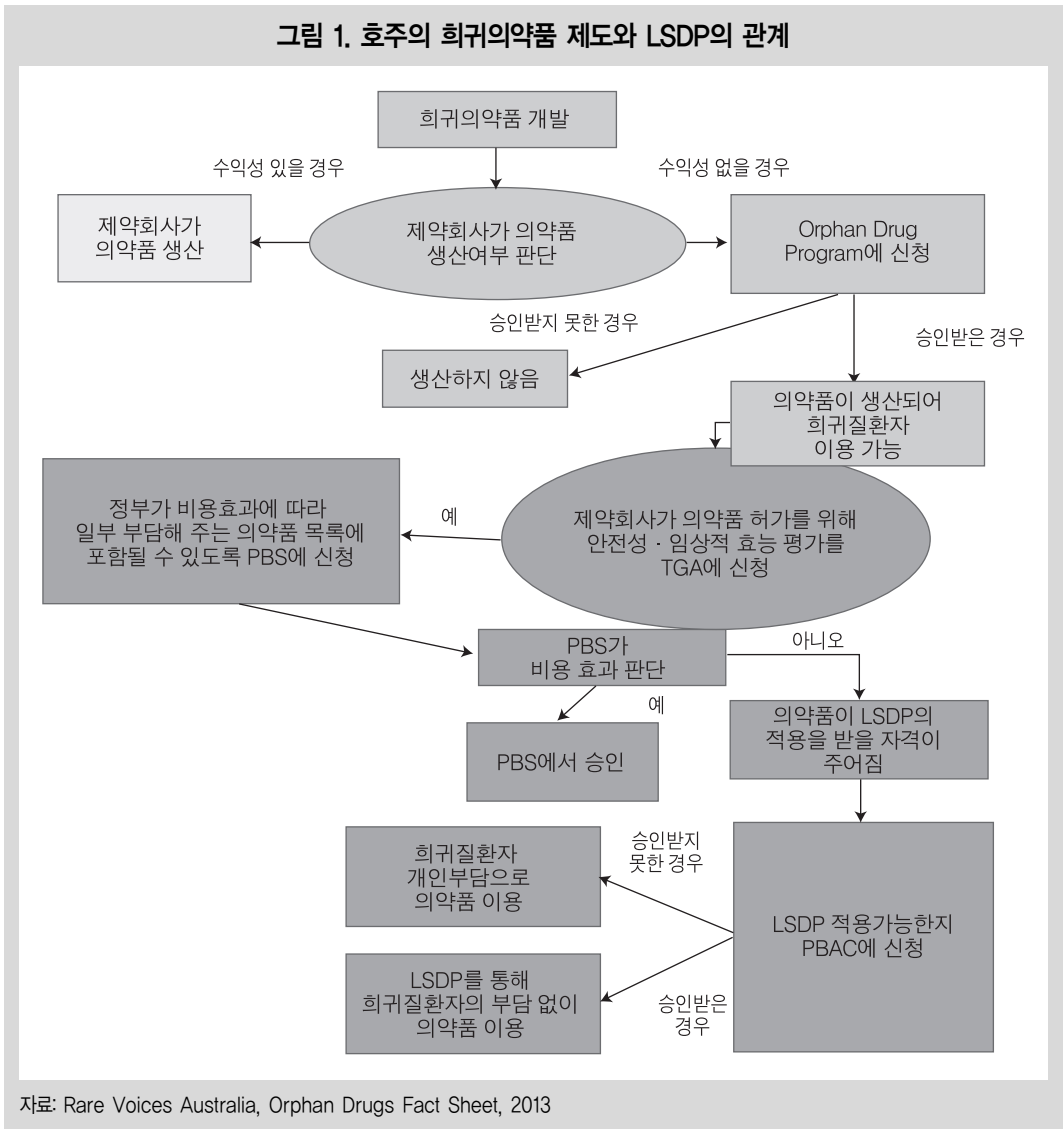 그림 1. 호주의 희귀의약품 제도와 LSDP의 관계
희귀의약품 개발
수익성 있을 경우
수익성 없을 경우
제약회사가
의약품 생산
제약회사가 의약품
생산여부 판단
Orphan Drug
Program에 신청
승인받지 못한 경우
승인받은 경우
생산하지 않음
의약품이 생산되어
희귀질환자
이용 가능
정부가 비용효과에 따라
일부 부담해 주는 의약품 목록에
포함될 수 있도록 PBS에 신청
예
제약회사가 의약품 허가를 위해
안전성 · 임상적 효능 평가를
TGA에 신청
PBS가
비용 효과 판단
아니오
예
PBS에서 승인
의약품이 LSDP의
적용을 받을 자격이
주어짐
희귀질환자
개인부담으로
의약품 이용
승인받지
못한 경우
LSDP 적용가능한지
PBAC에 신청
LSDP를 통해
희귀질환자의 부담 없이
의약품 이용
승인받은
경우
자료: Rare Voices Australia, Orphan Drugs Fact Sheet, 2013